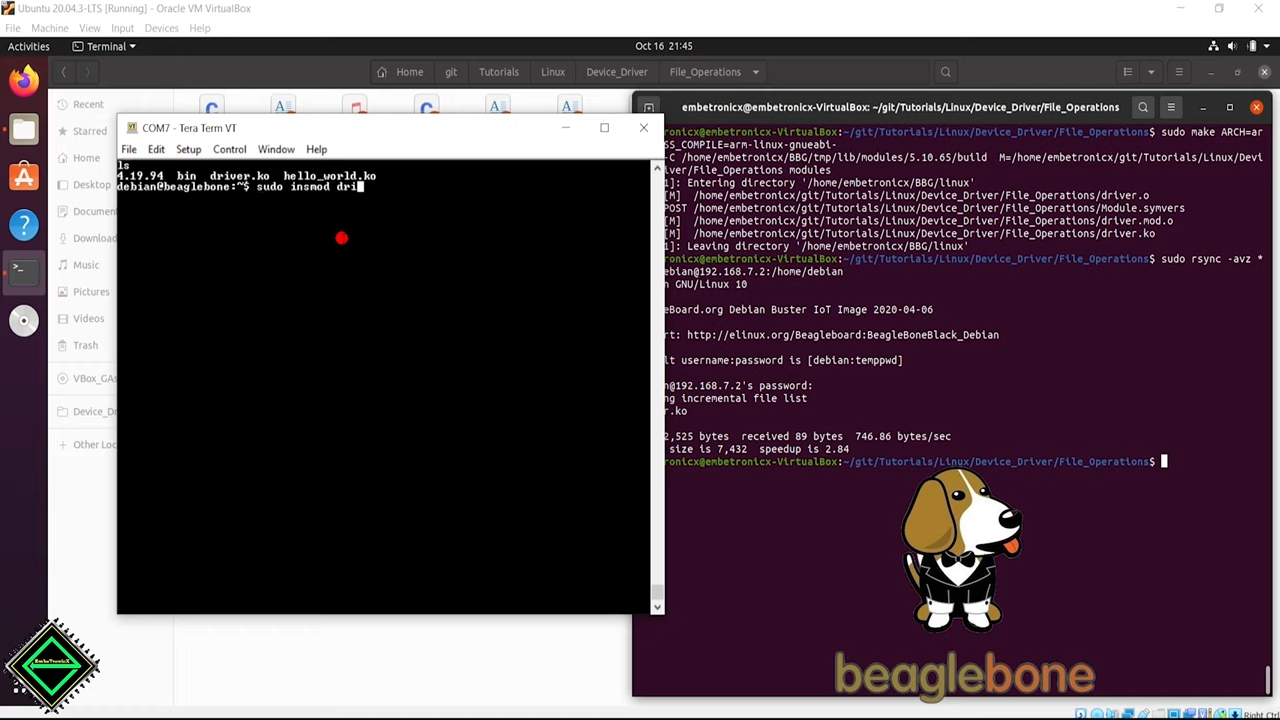 Ubuntu 20.04.3-LTS [Running] - Oracle VM VirtualBox
File Machine View Input Devices Help
Activities Terminal Oct 16 21:45
Home git Tutorials Linux Device_Driver File_Operations
Recent
Starred
Home
Desktop
Documen
Download
Music
Pictures
Videos
Trash
VBox_GAs
Device_Dr
Other Loc
COM7 - Tera Term VT
File Edit Setup Control Window Help
ls
4.19.94 bin driver.ko hello_world.ko
debian@beaglebone:~$ sudo insmod dri
embetronicx@embetronicx-VirtualBox: ~/git/Tutorials/Linux/Device_Driver/File_Operations
ronicx@embetronicx-VirtualBox:~/git/Tutorials/Linux/Device_Driver/File_Operations$ sudo make ARCH=ar
SS_COMPILE=arm-linux-gnueabi-
-C /home/embetronicx/BBG/tmp/lib/modules/5.10.65/build M=/home/embetronicx/git/Tutorials/Linux/Devi
r/File_Operations modules
1]: Entering directory '/home/embetronicx/BBG/linux'
[M] /home/embetronicx/git/Tutorials/Linux/Device_Driver/File_Operations/driver.o
POST /home/embetronicx/git/Tutorials/Linux/Device_Driver/File_Operations/Module.symvers
[M] /home/embetronicx/git/Tutorials/Linux/Device_Driver/File_Operations/driver.mod.o
[M] /home/embetronicx/git/Tutorials/Linux/Device_Driver/File_Operations/driver.ko
1]: Leaving directory '/home/embetronicx/BBG/linux'
ronicx@embetronicx-VirtualBox:~/git/Tutorials/Linux/Device_Driver/File_Operations$ sudo rsync -avz *
ebian@192.168.7.2:/home/debian
n GNU/Linux 10
eBoard.org Debian Buster IoT Image 2020-04-06
rt: http://elinux.org/Beagleboard:BeagleBoneBlack_Debian
lt username:password is [debian:temppwd]
n@192.168.7.2's password:
ng incremental file list
r.ko
2,525 bytes received 89 bytes 746.86 bytes/sec
size is 7,432 speedup is 2.84
ronicx@embetronicx-VirtualBox:~/git/Tutorials/Linux/Device_Driver/File_Operations$
beaglebone
EmbeTronicX
Right Ctrl